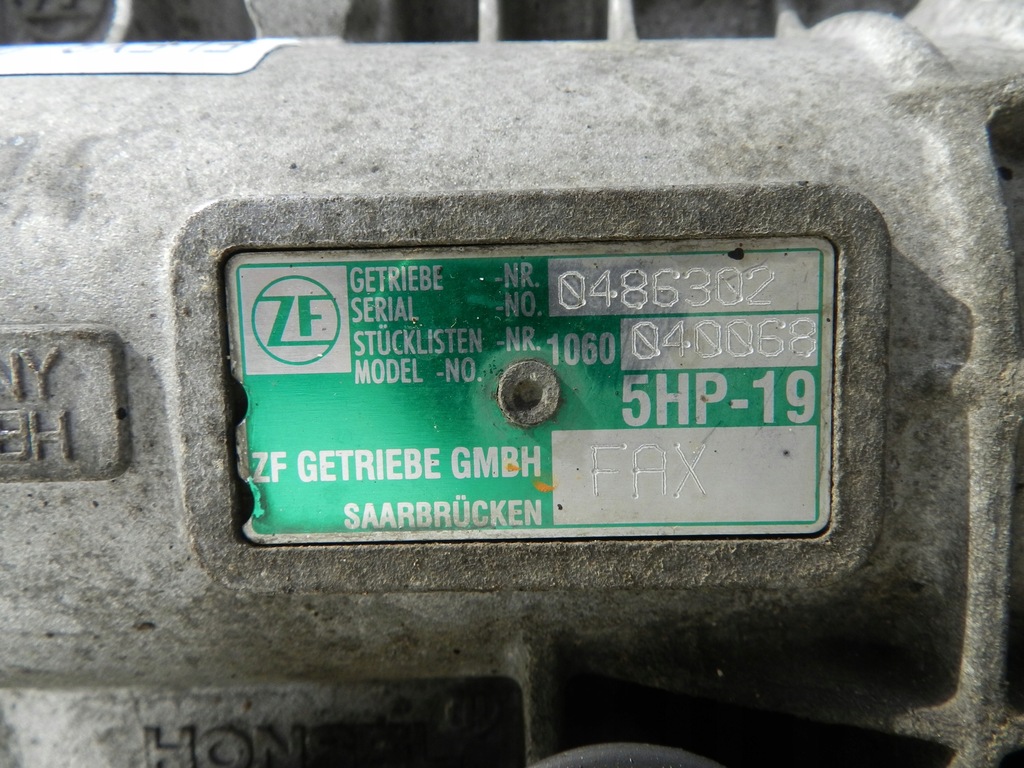 ZF
GETRIEBE -NR. 0486302
SERIAL -NO.
STÜCKLISTEN -NR. 1060 040068
MODEL -NO.
5HP-19
ZF GETRIEBE GMBH FAX
SAARBRÜCKEN
NY